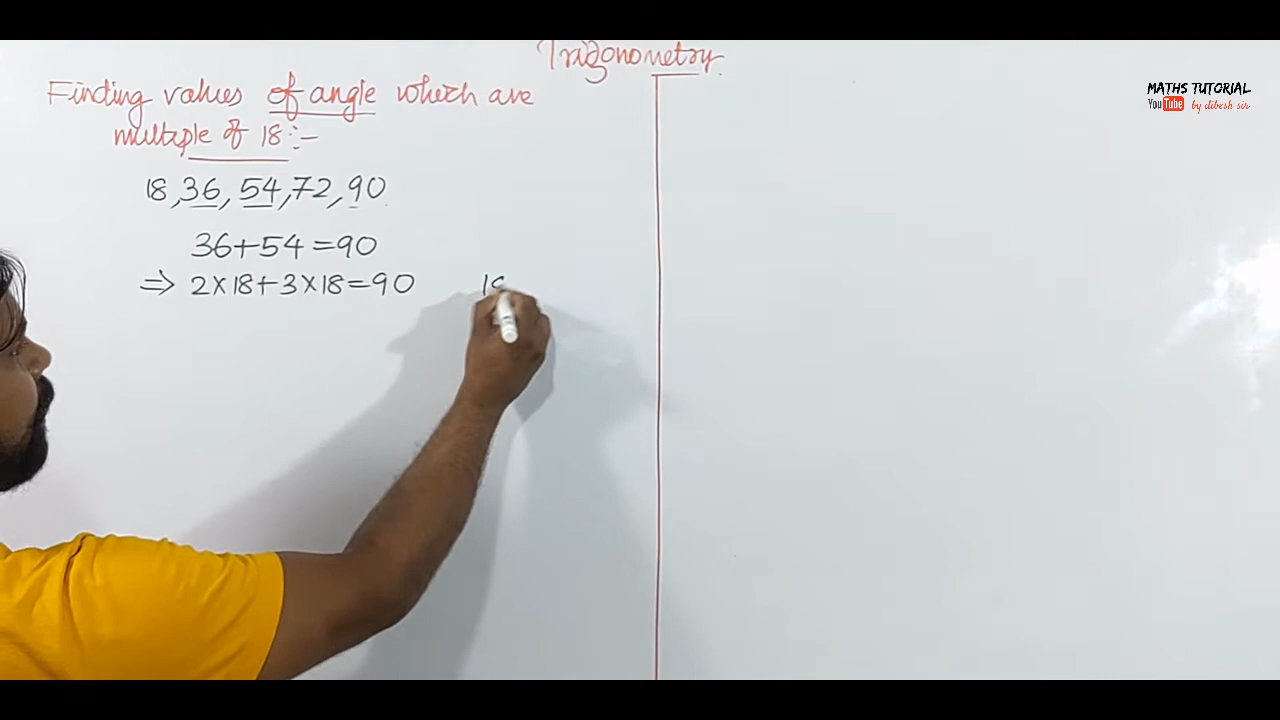 Trigonometry
Finding values of angle which are
multiple of 18:-
18, 36, 54, 72, 90
36+54=90
⇒ 2×18+3×18=90 18
MATHS TUTORIAL
YouTube by dibesh sir